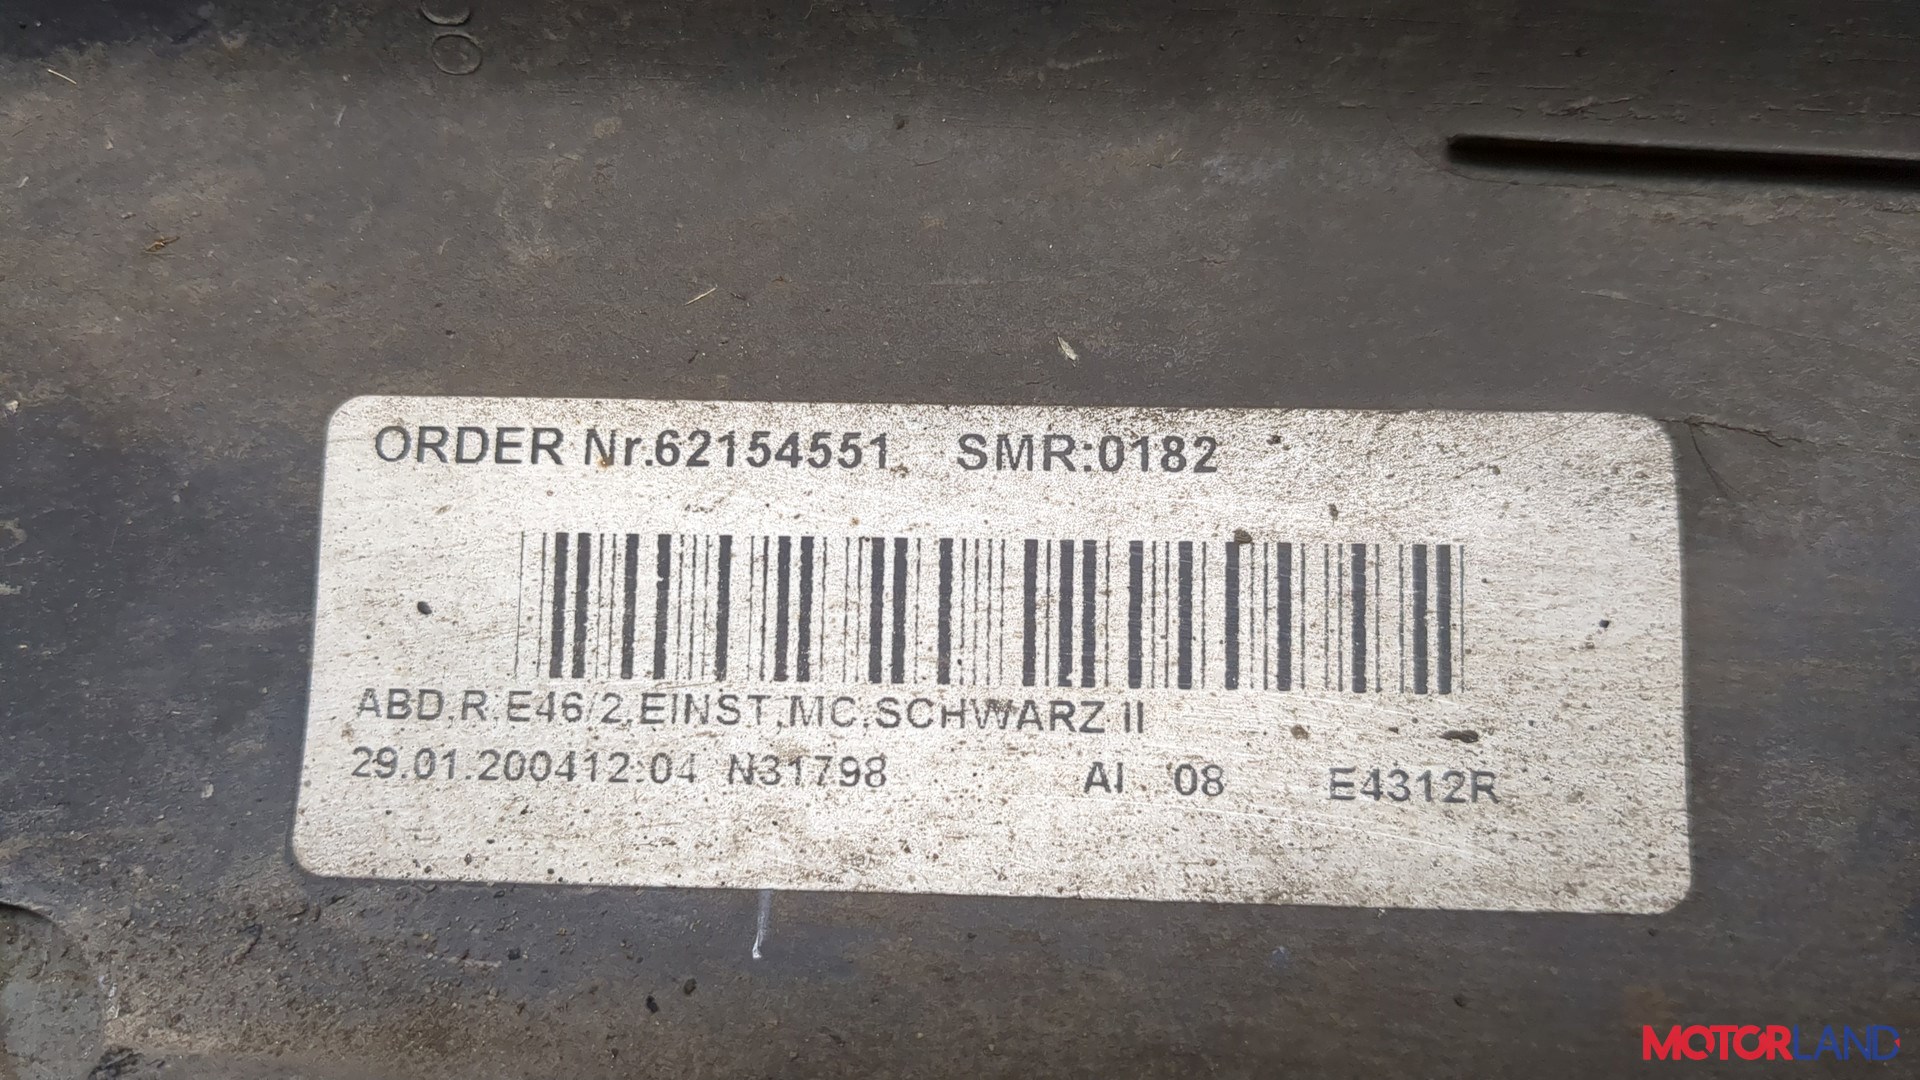 ORDER Nr.62154551 SMR:0182
ABD,R,E46/2,EINST,MC,SCHWARZ II
29.01.200412:04 N31798 AI 08 E4312R
MOTORLAND